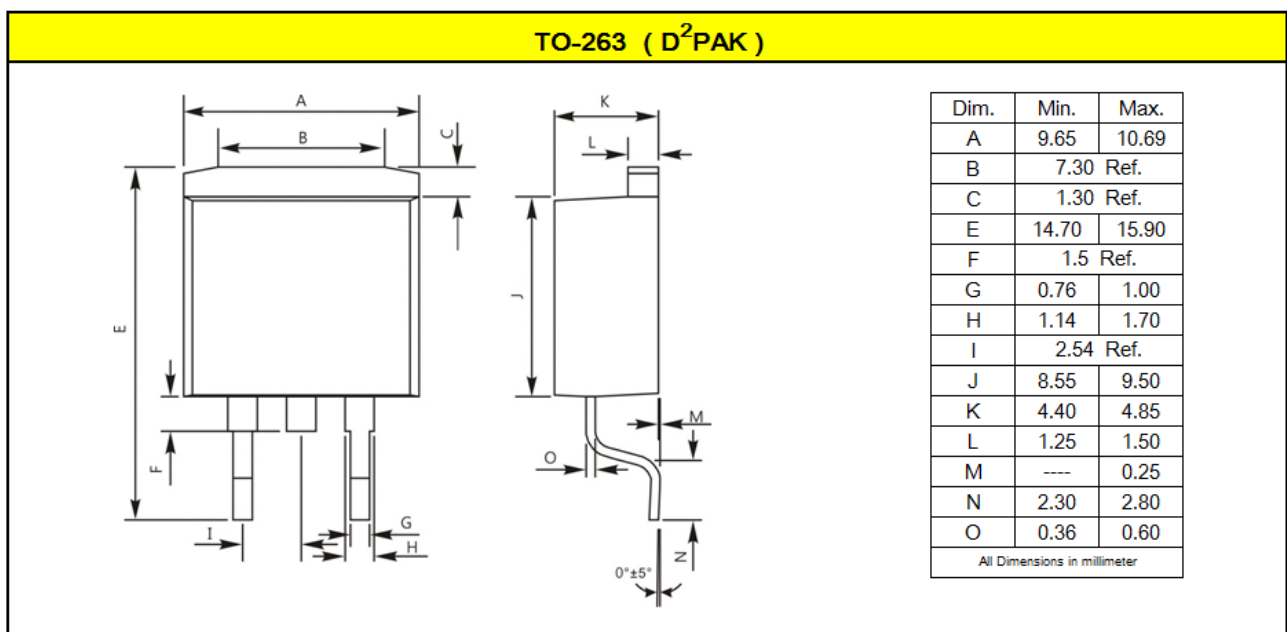 TO-263 ( D²PAK )
A
B
C
E
F
I
G
H
K
L
J
M
O
N
0°±5°
Dim. Min. Max.
A 9.65 10.69
B 7.30 Ref.
C 1.30 Ref.
E 14.70 15.90
F 1.5 Ref.
G 0.76 1.00
H 1.14 1.70
I 2.54 Ref.
J 8.55 9.50
K 4.40 4.85
L 1.25 1.50
M ---- 0.25
N 2.30 2.80
O 0.36 0.60
All Dimensions in millimeter